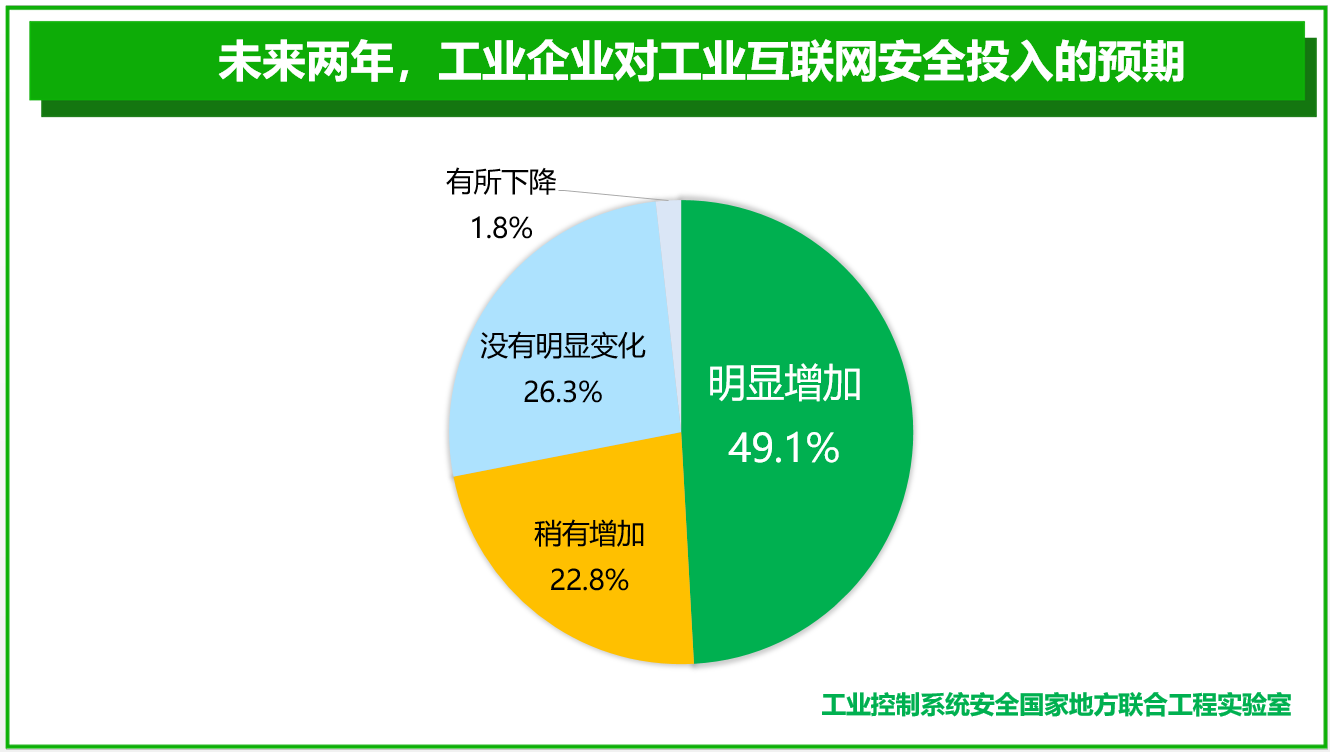 未来两年，工业企业对工业互联网安全投入的预期
有所下降
1.8%
没有明显变化
26.3%
明显增加
49.1%
稍有增加
22.8%
工业控制系统安全国家地方联合工程实验室